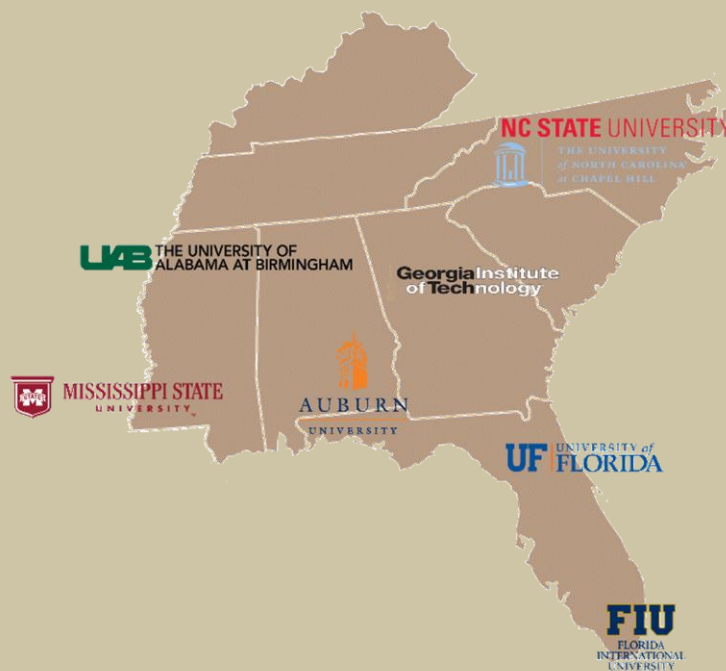 NC STATE UNIVERSITY
THE UNIVERSITY
of NORTH CAROLINA
at CHAPEL HILL
UAB THE UNIVERSITY OF
ALABAMA AT BIRMINGHAM
Georgia Institute
of Technology
MISSISSIPPI STATE
UNIVERSITY™
AUBURN
UNIVERSITY
UF UNIVERSITY of
FLORIDA
FIU
FLORIDA
INTERNATIONAL
UNIVERSITY